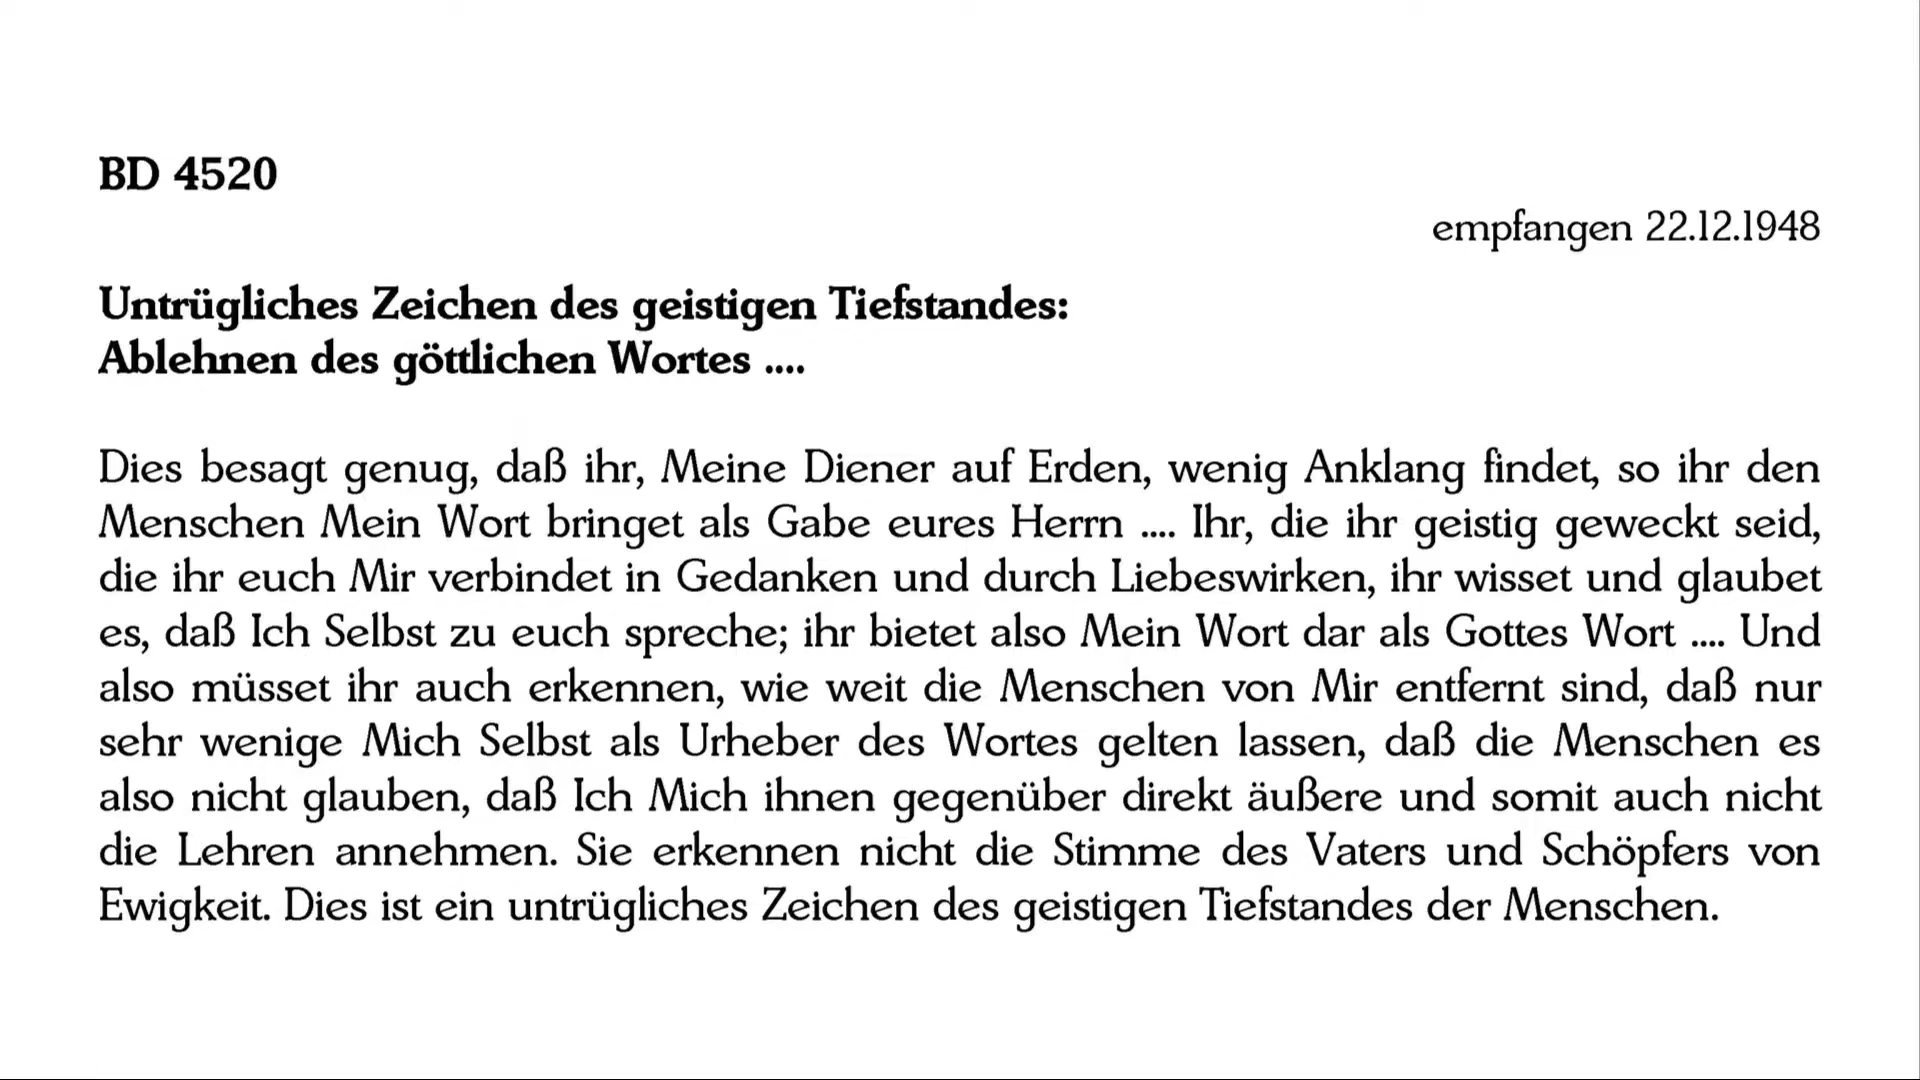 BD 4520
empfangen 22.12.1948
Untrügliches Zeichen des geistigen Tiefstandes:
Ablehnen des göttlichen Wortes ....
Dies besagt genug, daß ihr, Meine Diener auf Erden, wenig Anklang findet, so ihr den
Menschen Mein Wort bringet als Gabe eures Herrn .... Ihr, die ihr geistig geweckt seid,
die ihr euch Mir verbindet in Gedanken und durch Liebeswirken, ihr wisset und glaubet
es, daß Ich Selbst zu euch spreche; ihr bietet also Mein Wort dar als Gottes Wort .... Und
also müsset ihr auch erkennen, wie weit die Menschen von Mir entfernt sind, daß nur
sehr wenige Mich Selbst als Urheber des Wortes gelten lassen, daß die Menschen es
also nicht glauben, daß Ich Mich ihnen gegenüber direkt äußere und somit auch nicht
die Lehren annehmen. Sie erkennen nicht die Stimme des Vaters und Schöpfers von
Ewigkeit. Dies ist ein untrügliches Zeichen des geistigen Tiefstandes der Menschen.